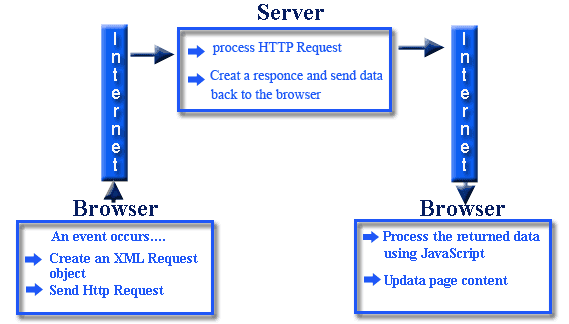 Server
process HTTP Request
Creat a responce and send data
back to the browser
Internet
Internet
Browser
An event occurs....
Create an XML Request
object
Send Http Request
Browser
Process the returned data
using JavaScript
Updata page content